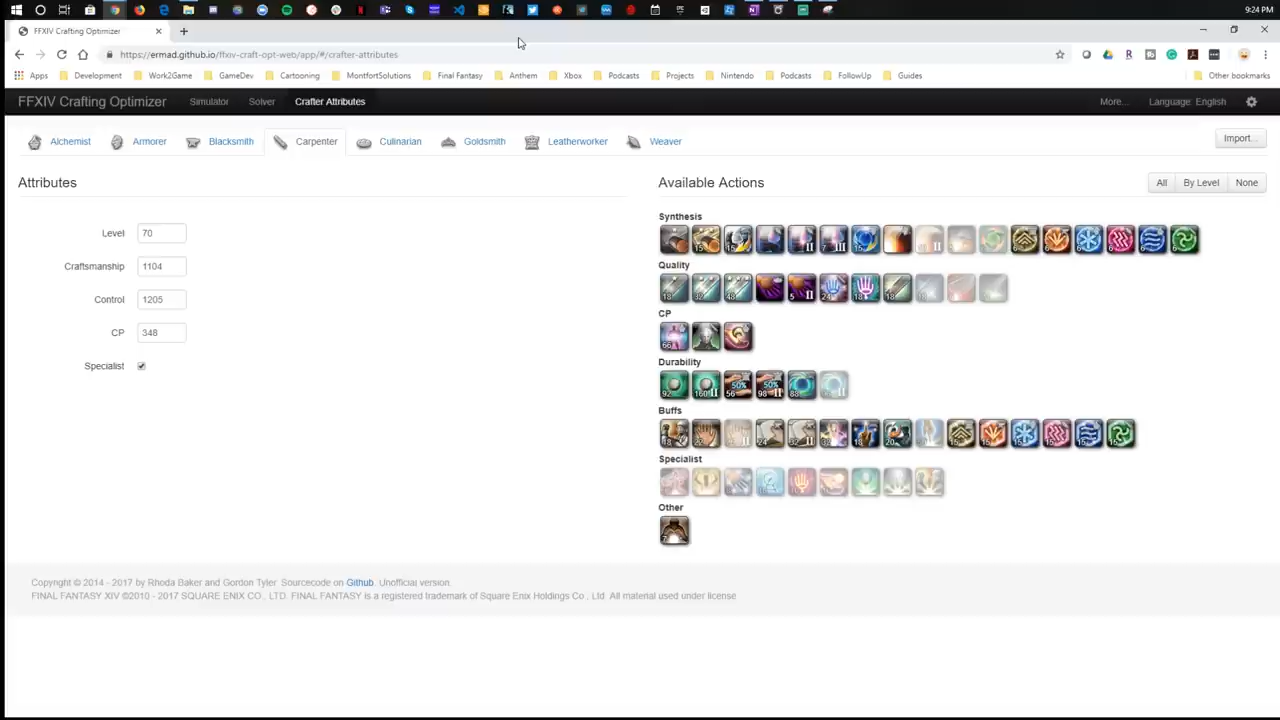 9:24 PM
FFXIV Crafting Optimizer
https://ermad.github.io/ffxiv-craft-opt-web/app/#/crafter-attributes
Apps Development Work2Game GameDev Cartooning MontfortSolutions Final Fantasy Anthem Xbox Podcasts Projects Nintendo Podcasts FollowUp Guides Other bookmarks
FFXIV Crafting Optimizer Simulator Solver Crafter Attributes More... Language: English
Alchemist Armorer Blacksmith Carpenter Culinarian Goldsmith Leatherworker Weaver Import...
Attributes
Level 70
Craftsmanship 1104
Control 1205
CP 348
Specialist
Available Actions All By Level None
Synthesis
Quality
CP
Durability
Buffs
Specialist
Other
Copyright © 2014 - 2017 by Rhoda Baker and Gordon Tyler. Sourcecode on Github. Unofficial version.
FINAL FANTASY XIV ©2010 - 2017 SQUARE ENIX CO., LTD. FINAL FANTASY is a registered trademark of Square Enix Holdings Co., Ltd. All material used under license